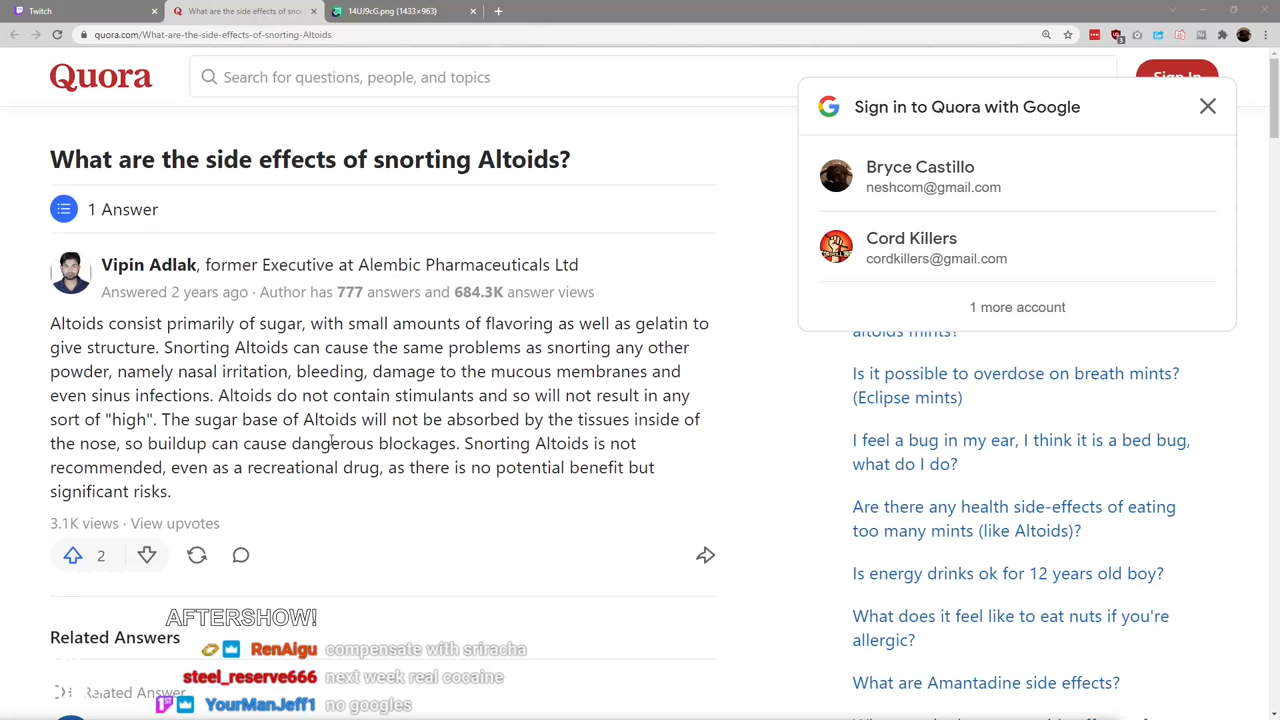 Twitch
What are the side effects of snor
14UJ9cG.png (1433×963)
quora.com/What-are-the-side-effects-of-snorting-Altoids
Quora
Search for questions, people, and topics
Sign In
Sign in to Quora with Google
Bryce Castillo
neshcom@gmail.com
Cord Killers
cordkillers@gmail.com
1 more account
What are the side effects of snorting Altoids?
1 Answer
Vipin Adlak, former Executive at Alembic Pharmaceuticals Ltd
Answered 2 years ago · Author has 777 answers and 684.3K answer views
Altoids consist primarily of sugar, with small amounts of flavoring as well as gelatin to
give structure. Snorting Altoids can cause the same problems as snorting any other
powder, namely nasal irritation, bleeding, damage to the mucous membranes and
even sinus infections. Altoids do not contain stimulants and so will not result in any
sort of "high". The sugar base of Altoids will not be absorbed by the tissues inside of
the nose, so buildup can cause dangerous blockages. Snorting Altoids is not
recommended, even as a recreational drug, as there is no potential benefit but
significant risks.
3.1K views · View upvotes
2
Related Answers
Related Answer
altoids mints?
Is it possible to overdose on breath mints?
(Eclipse mints)
I feel a bug in my ear, I think it is a bed bug,
what do I do?
Are there any health side-effects of eating
too many mints (like Altoids)?
Is energy drinks ok for 12 years old boy?
What does it feel like to eat nuts if you're
allergic?
What are Amantadine side effects?
AFTERSHOW!
RenAigu compensate with sriracha
steel_reserve666 next week real cocaine
YourManJeff1 no googles